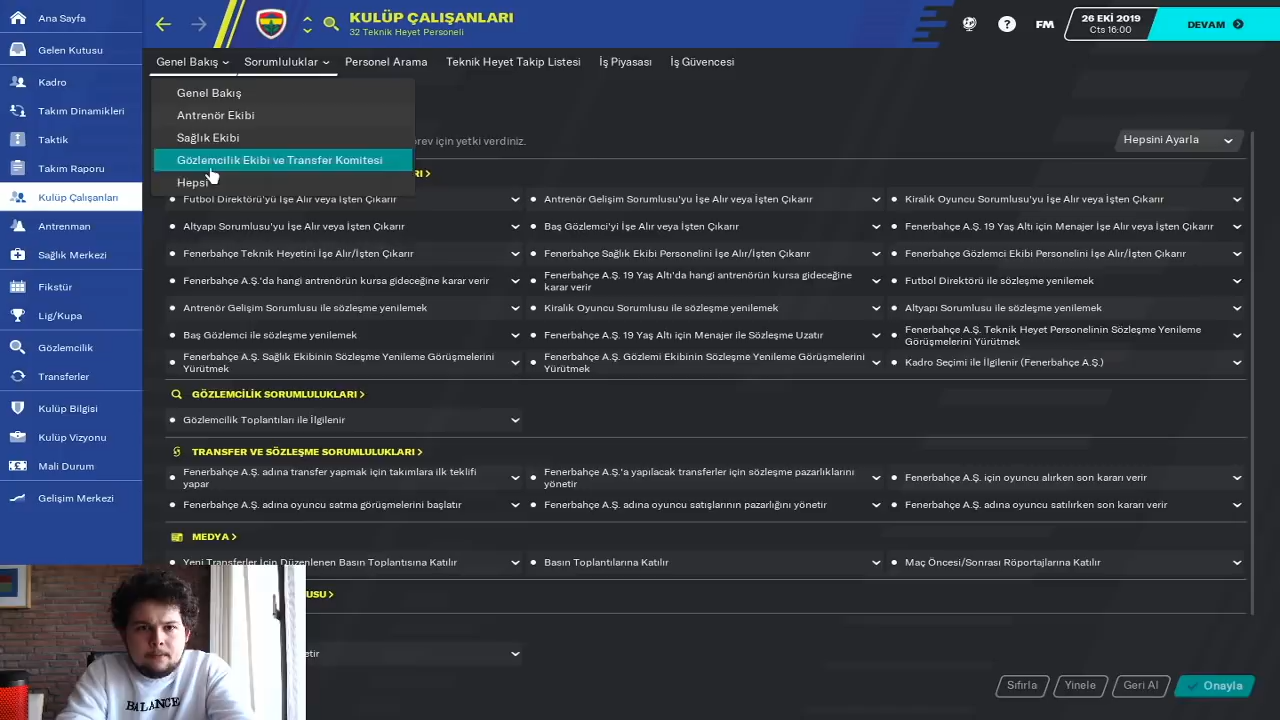 Ana Sayfa
Gelen Kutusu
Kadro
Takım Dinamikleri
Taktik
Takım Raporu
Kulüp Çalışanları
Antrenman
Sağlık Merkezi
Fikstür
Lig/Kupa
Gözlemcilik
Transferler
Kulüp Bilgisi
Kulüp Vizyonu
Mali Durum
Gelişim Merkezi
KULÜP ÇALIŞANLARI
32 Teknik Heyet Personeli
?
FM
26 EKİ 2019
Cts 16:00
DEVAM
Genel Bakış
Sorumluluklar
Personel Arama
Teknik Heyet Takip Listesi
İş Piyasası
İş Güvencesi
Genel Bakış
Antrenör Ekibi
Sağlık Ekibi
Gözlemcilik Ekibi ve Transfer Komitesi
Hepsi
için yetki verdiniz.
Hepsini Ayarla
Futbol Direktörü'yü İşe Alır veya İşten Çıkarır
Antrenör Gelişim Sorumlusu'yu İşe Alır veya İşten Çıkarır
Kiralık Oyuncu Sorumlusu'yu İşe Alır veya İşten Çıkarır
Altyapı Sorumlusu'yu İşe Alır veya İşten Çıkarır
Baş Gözlemci'yi İşe Alır veya İşten Çıkarır
Fenerbahçe A.Ş. 19 Yaş Altı için Menajer İşe Alır veya İşten Çıkarır
Fenerbahçe Teknik Heyetini İşe Alır/İşten Çıkarır
Fenerbahçe Sağlık Ekibi Personelini İşe Alır/İşten Çıkarır
Fenerbahçe Gözlemci Ekibi Personelini İşe Alır/İşten Çıkarır
Fenerbahçe A.Ş.'da hangi antrenörün kursa gideceğine karar verir
Fenerbahçe A.Ş. 19 Yaş Altı'da hangi antrenörün kursa gideceğine
karar verir
Futbol Direktörü ile sözleşme yenilemek
Antrenör Gelişim Sorumlusu ile sözleşme yenilemek
Kiralık Oyuncu Sorumlusu ile sözleşme yenilemek
Altyapı Sorumlusu ile sözleşme yenilemek
Baş Gözlemci ile sözleşme yenilemek
Fenerbahçe A.Ş. 19 Yaş Altı için Menajer ile Sözleşme Uzatır
Fenerbahçe A.Ş. Teknik Heyet Personelinin Sözleşme Yenileme
Görüşmelerini Yürütmek
Fenerbahçe A.Ş. Sağlık Ekibinin Sözleşme Yenileme Görüşmelerini
Yürütmek
Fenerbahçe A.Ş. Gözlemi Ekibinin Sözleşme Yenileme Görüşmelerini
Yürütmek
Kadro Seçimi ile İlgilenir (Fenerbahçe A.Ş.)
GÖZLEMCİLİK SORUMLULUKLARI
Gözlemcilik Toplantıları ile İlgilenir
TRANSFER VE SÖZLEŞME SORUMLULUKLARI
Fenerbahçe A.Ş. adına transfer yapmak için takımlara ilk teklifi
yapar
Fenerbahçe A.Ş.'a yapılacak transferler için sözleşme pazarlıklarını
yönetir
Fenerbahçe A.Ş. için oyuncu alırken son kararı verir
Fenerbahçe A.Ş. adına oyuncu satma görüşmelerini başlatır
Fenerbahçe A.Ş. adına oyuncu satışlarının pazarlığını yönetir
Fenerbahçe A.Ş. adına oyuncu satılırken son kararı verir
MEDYA
Yeni Transferler İçin Düzenlenen Basın Toplantısına Katılır
Basın Toplantılarına Katılır
Maç Öncesi/Sonrası Röportajlarına Katılır
Sıfırla
Yinele
Geri Al
Onayla
BALANCE